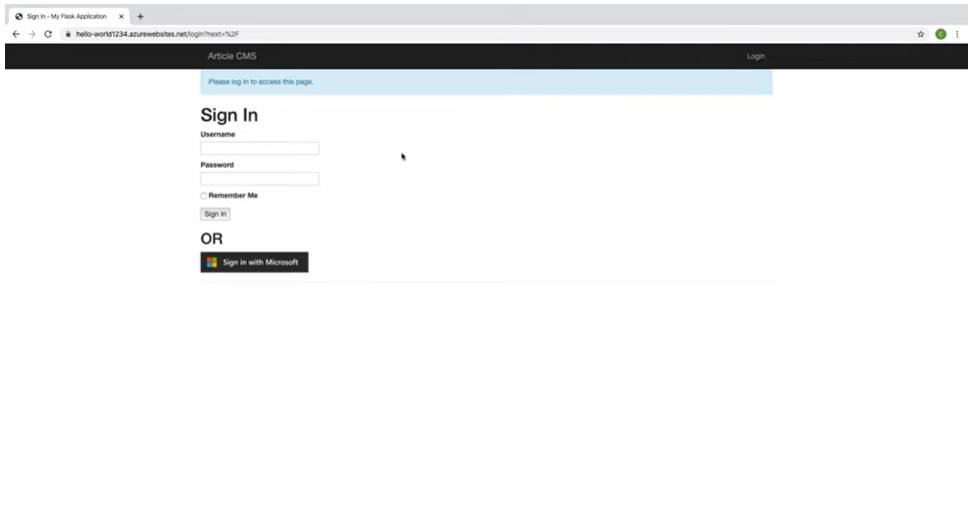 Sign In - My Flask Application
hello-world1234.azurewebsites.net/login?next=%2F
Article CMS Login
Please log in to access this page.
Sign In
Username
Password
Remember Me
Sign In
OR
Sign in with Microsoft